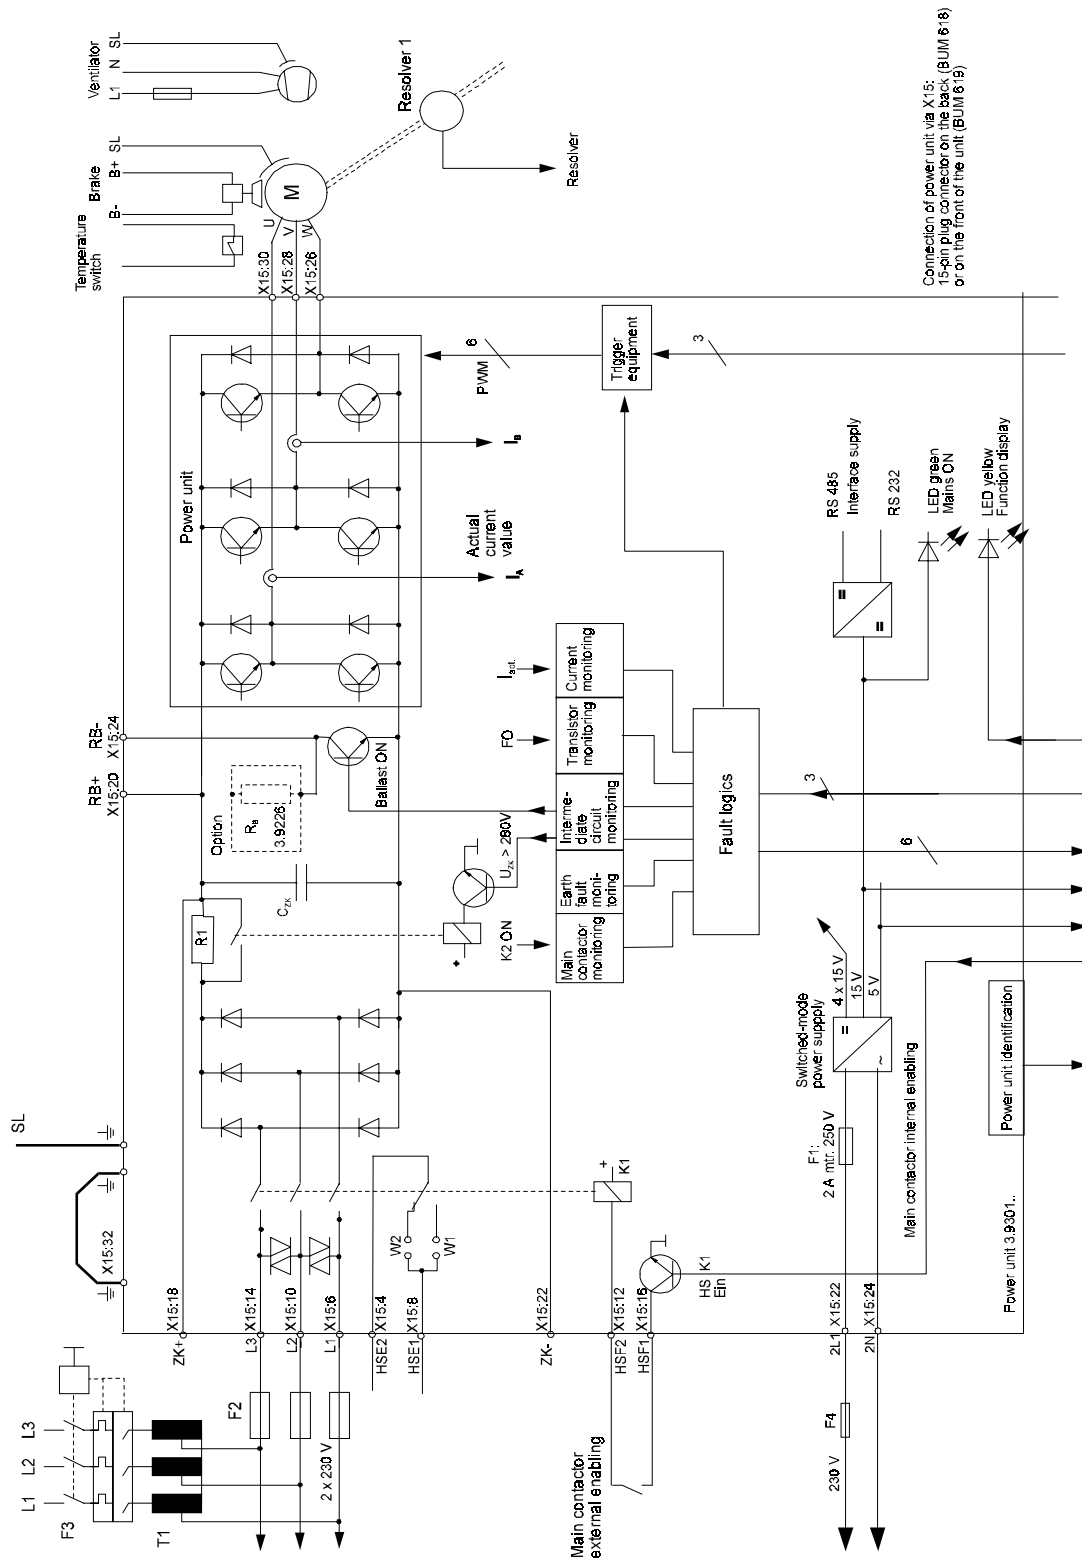 L1
L2
L3
F3
T1
F2
2 x 230 V
Main contactor
external enabling
230 V
F4
SL
X15:32
ZK+
X15:18
L3
X15:14
L2
X15:10
L1
X15:6
HSE2
X15:4
HSE1
X15:8
W2
W1
ZK-
X15:22
HSF2
X15:12
HSF1
X15:16
K1
+
HS K1
Ein
2L1
X15:22
2N
X15:24
F1:
2 A mtr. 250 V
Main contactor internal enabling
Switched-mode
power suppply
=
~
4 x 15 V
15 V
5 V
Power unit 3.9301..
Power unit identification
R1
CZK
Option
Ra
3.9226
RB+
X15:20
RB-
X15:24
Ballast ON
+
UZK > 280V
K2 ON
FO
Iact.
Main contactor
monitoring
Earth
fault
moni-
toring
Interme-
diate
circuit
monitoring
Transistor
monitoring
Current
monitoring
Fault logics
3
6
Power unit
IA
Actual
current
value
IB
PWM
6
Trigger
equipment
3
=
=
RS 485
Interface supply
RS 232
LED green
Mains ON
LED yellow
Function display
X15:30
X15:28
X15:26
U
V
W
M
Temperature
switch
B-
Brake
B+
SL
Ventilator
L1
N
SL
Resolver 1
Resolver
Connection of power unit via X15:
15-pin plug connector on the back (BUM 618)
or on the front of the unit (BUM 619)